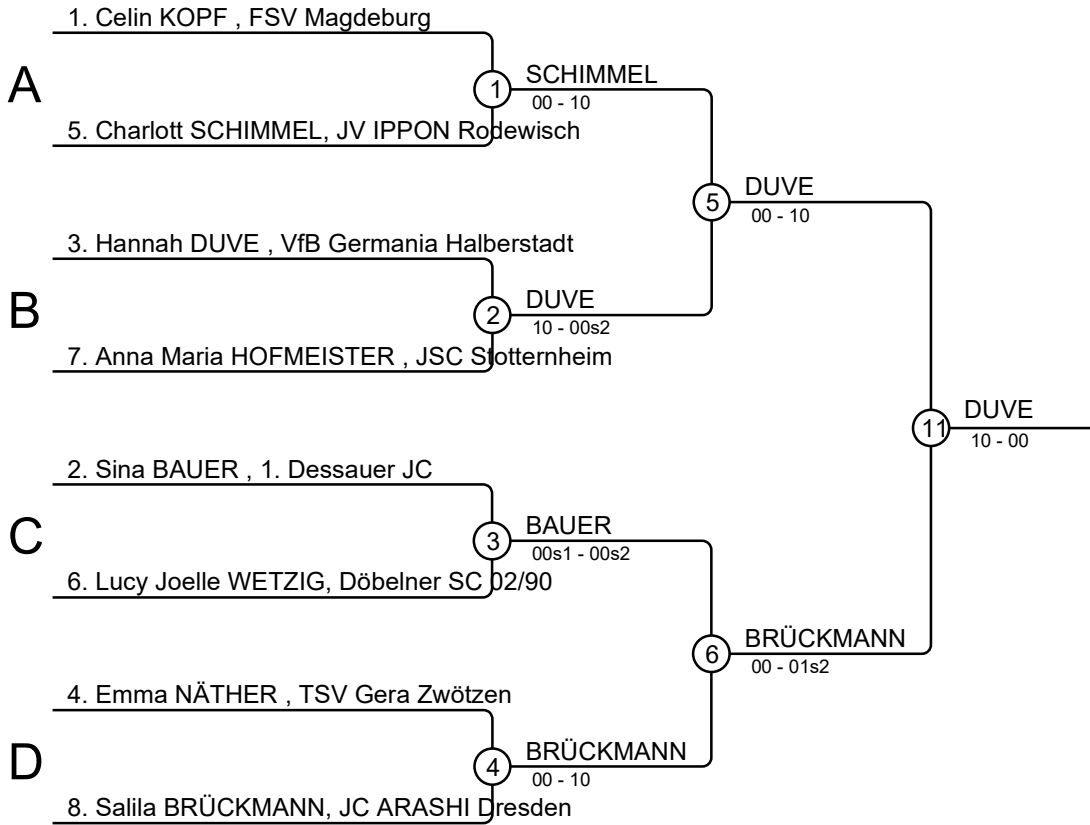 1. Celin KOPF , FSV Magdeburg
A
1
SCHIMMEL
00 - 10
5. Charlott SCHIMMEL, JV IPPON Rodewisch
5
DUVE
00 - 10
3. Hannah DUVE , VfB Germania Halberstadt
B
2
DUVE
10 - 00s2
7. Anna Maria HOFMEISTER , JSC Stotternheim
11
DUVE
10 - 00
2. Sina BAUER , 1. Dessauer JC
C
3
BAUER
00s1 - 00s2
6. Lucy Joelle WETZIG, Döbelner SC 02/90
6
BRÜCKMANN
00 - 01s2
4. Emma NÄTHER , TSV Gera Zwötzen
D
4
BRÜCKMANN
00 - 10
8. Salila BRÜCKMANN, JC ARASHI Dresden